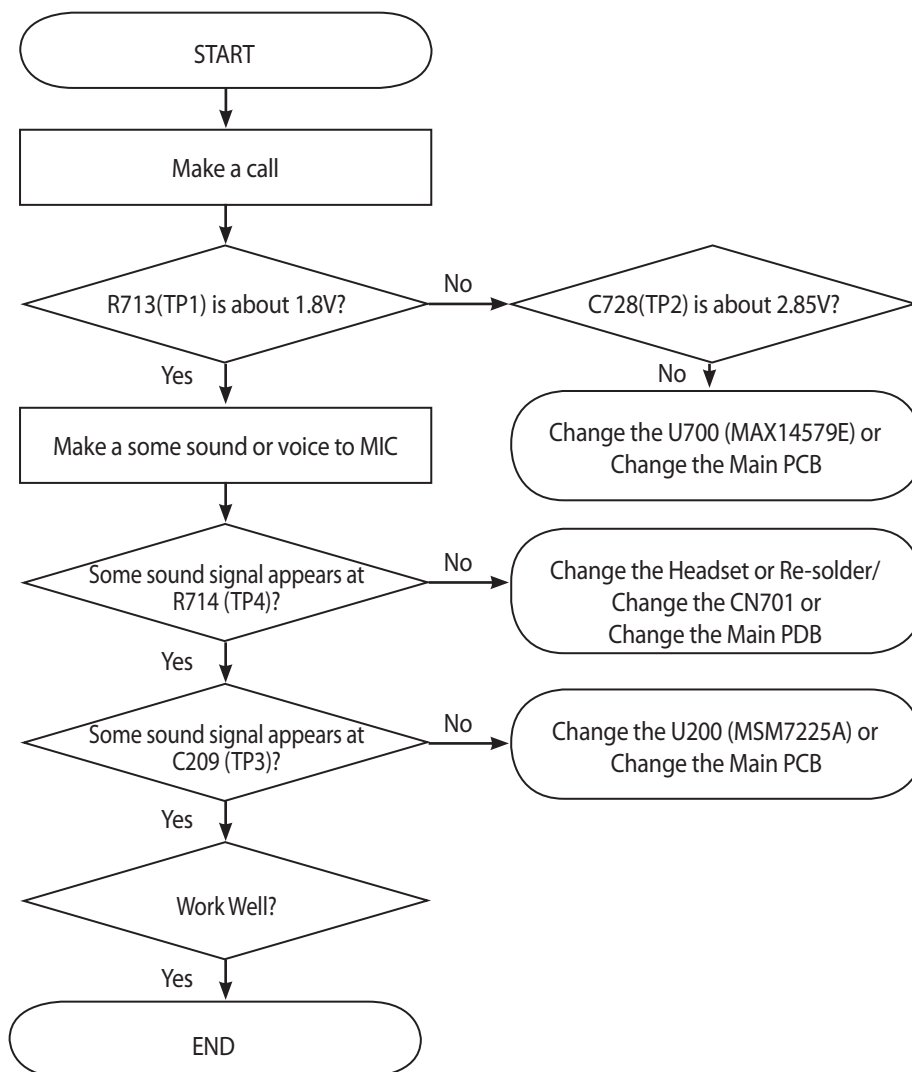 START
Make a call
R713(TP1) is about 1.8V?
No
C728(TP2) is about 2.85V?
Yes
No
Make a some sound or voice to MIC
Change the U700 (MAX14579E) or
Change the Main PCB
Some sound signal appears at
R714 (TP4)?
No
Change the Headset or Re-solder/
Change the CN701 or
Change the Main PDB
Yes
Some sound signal appears at
C209 (TP3)?
No
Change the U200 (MSM7225A) or
Change the Main PCB
Yes
Work Well?
Yes
END